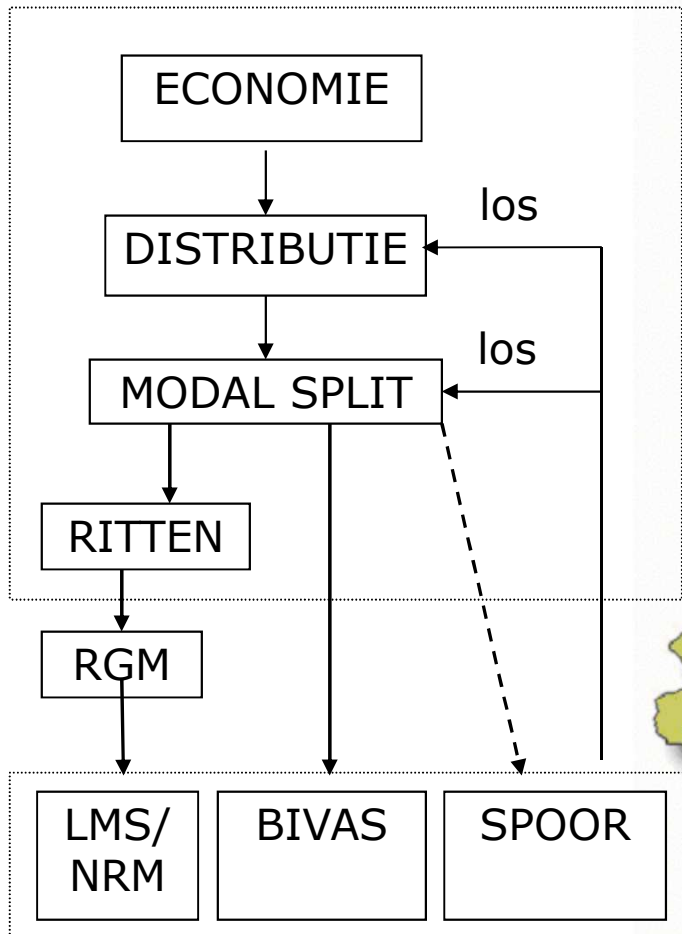 ECONOMIE
los
DISTRIBUTIE
los
MODAL SPLIT
RITTEN
RGM
LMS/
NRM
BIVAS
SPOOR